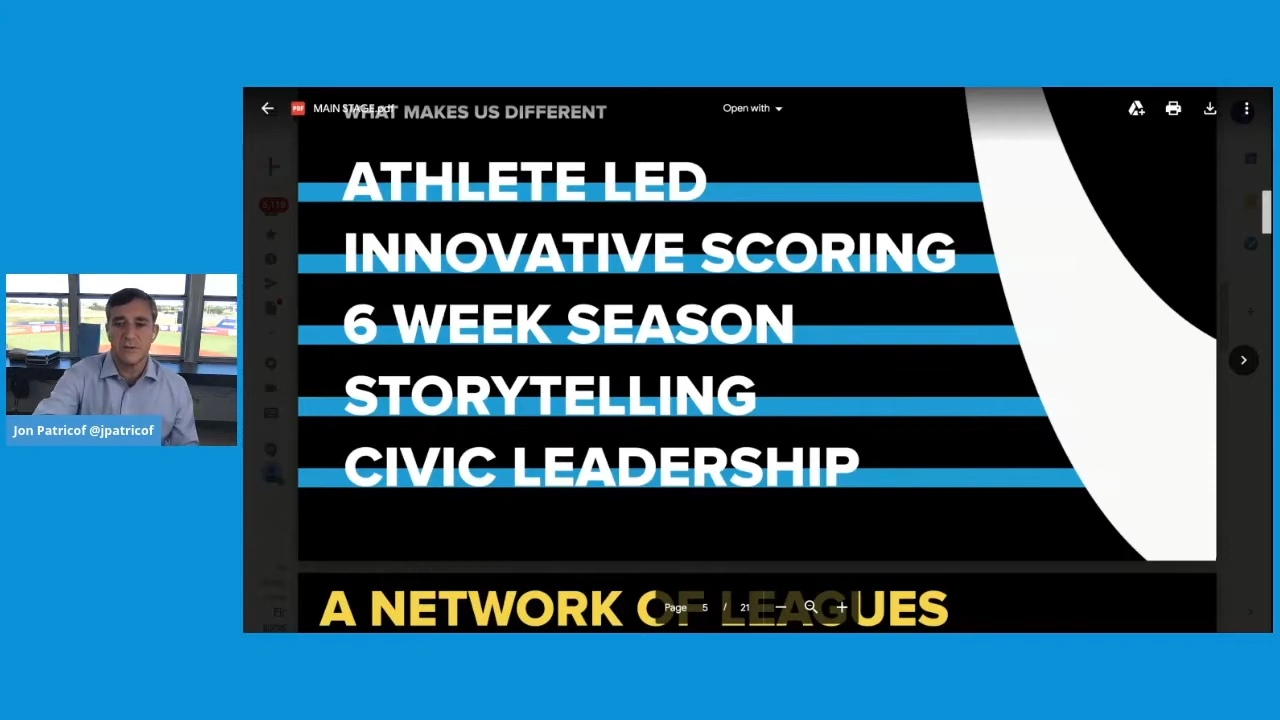 MAIN STAGE.pdf
Open with
WHAT MAKES US DIFFERENT
ATHLETE LED
INNOVATIVE SCORING
6 WEEK SEASON
STORYTELLING
CIVIC LEADERSHIP
Jon Patricof @jpatricof
A NETWORK OF LEAGUES
Page 5 / 21